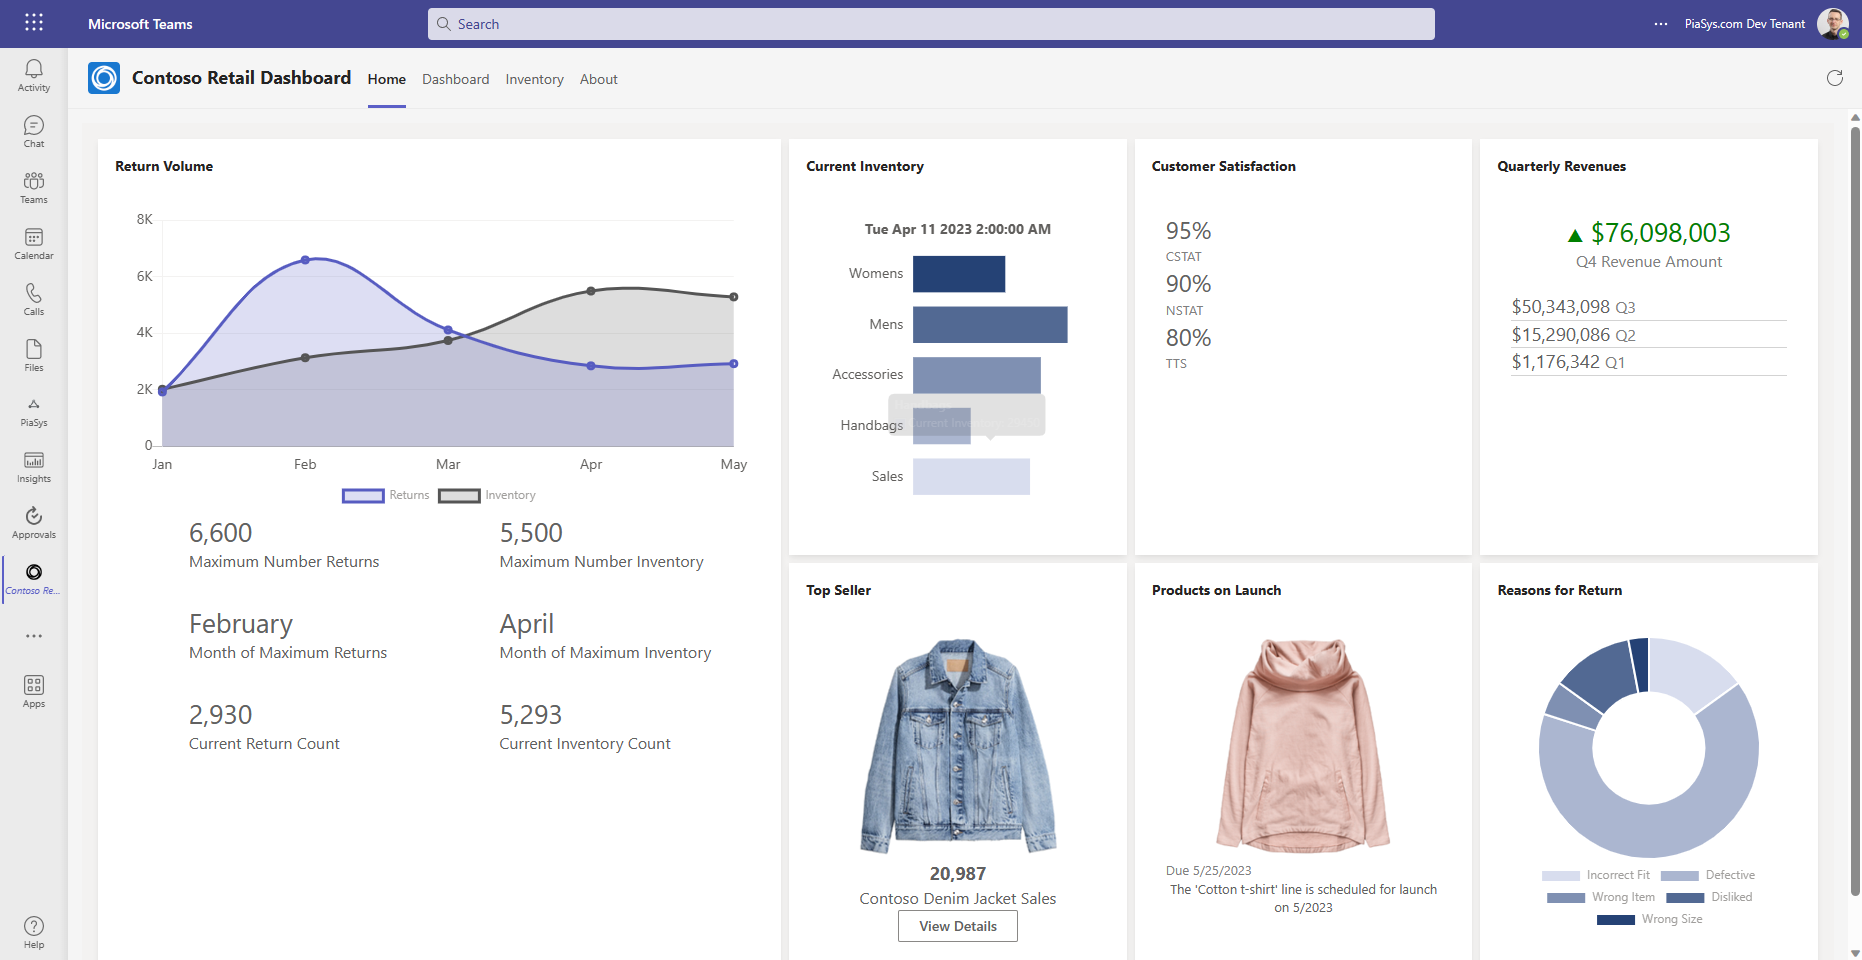 Microsoft Teams
Search
PiaSys.com Dev Tenant
Activity
Chat
Teams
Calendar
Calls
Files
PiaSys
Insights
Approvals
Contoso Re...
Apps
Help
Contoso Retail Dashboard
Home
Dashboard
Inventory
About
Return Volume
8K
6K
4K
2K
0
Jan
Feb
Mar
Apr
May
Returns
Inventory
6,600
Maximum Number Returns
5,500
Maximum Number Inventory
February
Month of Maximum Returns
April
Month of Maximum Inventory
2,930
Current Return Count
5,293
Current Inventory Count
Current Inventory
Tue Apr 11 2023 2:00:00 AM
Womens
Mens
Accessories
Handbags
Sales
Customer Satisfaction
95%
CSTAT
90%
NSTAT
80%
TTS
Quarterly Revenues
▲ $76,098,003
Q4 Revenue Amount
$50,343,098 Q3
$15,290,086 Q2
$1,176,342 Q1
Top Seller
20,987
Contoso Denim Jacket Sales
View Details
Products on Launch
Due 5/25/2023
The 'Cotton t-shirt' line is scheduled for launch
on 5/2023
Reasons for Return
Incorrect Fit
Defective
Wrong Item
Disliked
Wrong Size